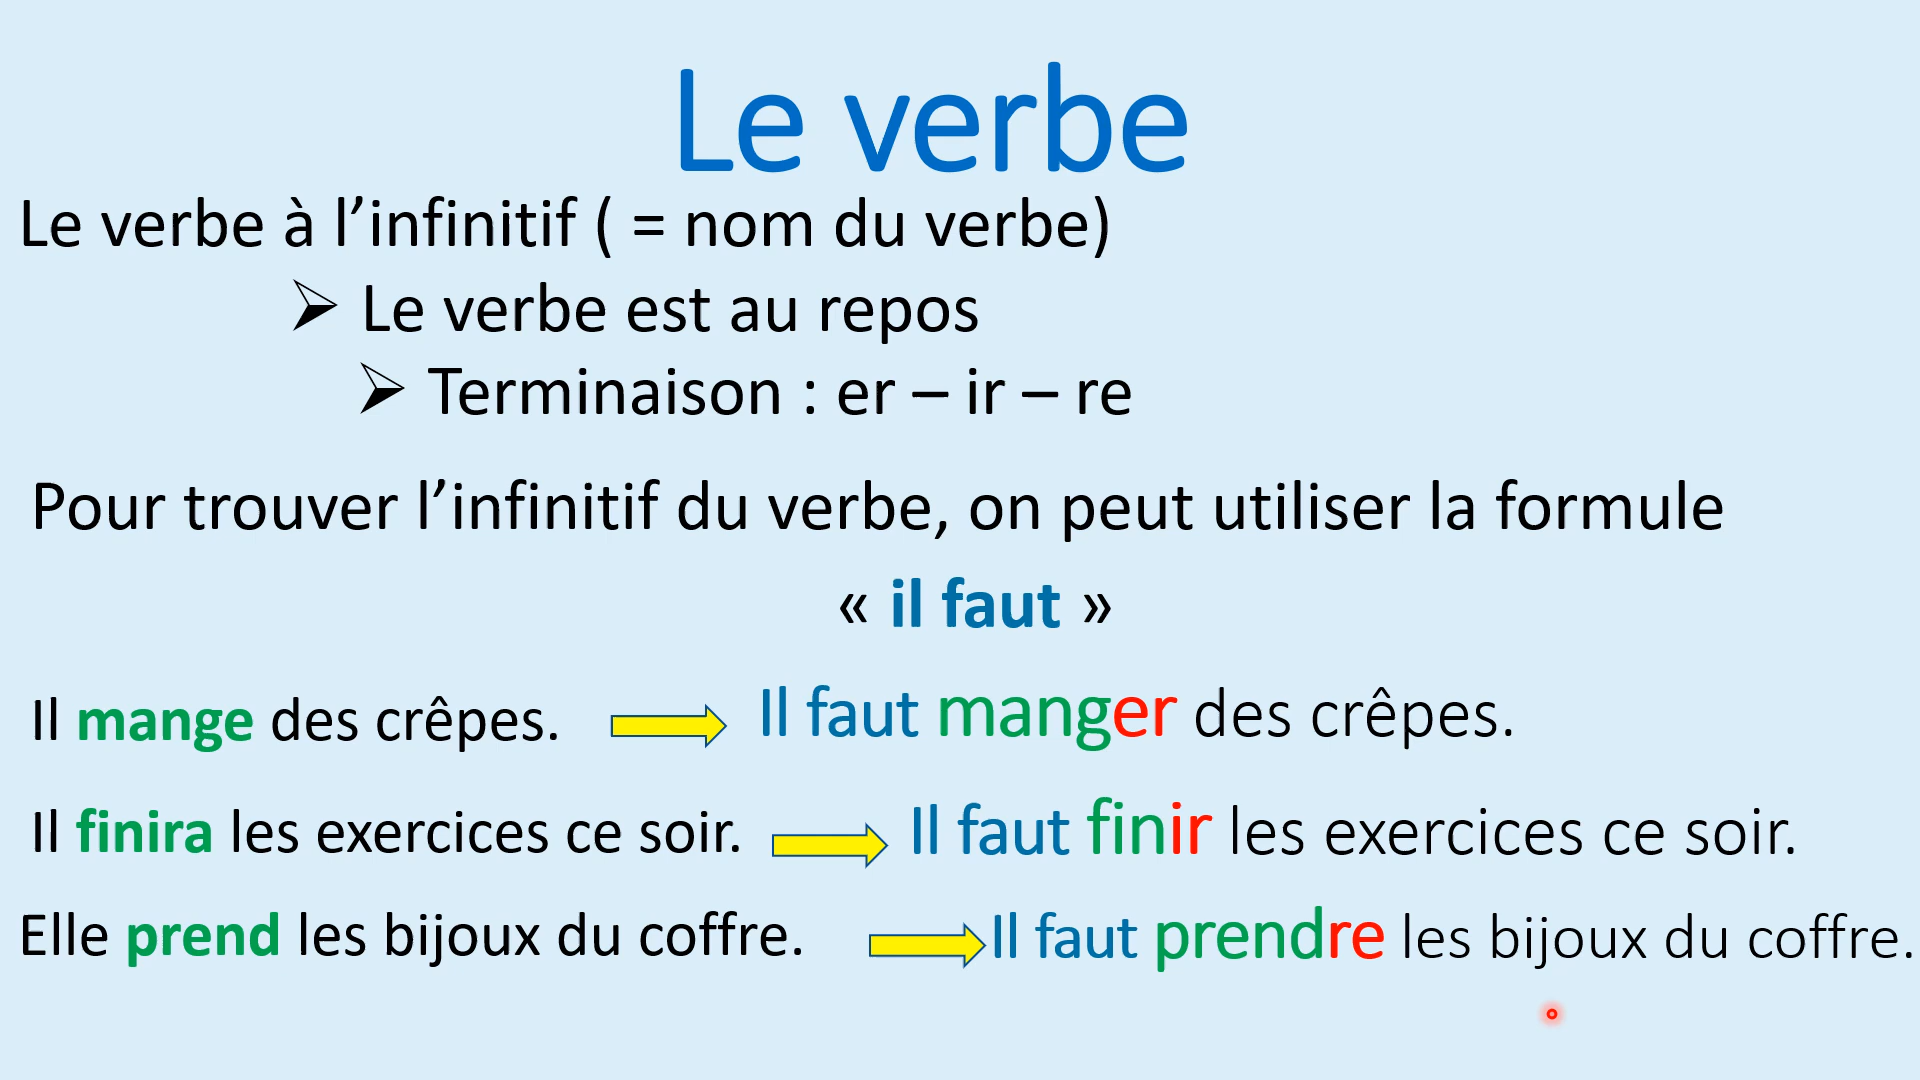 Le verbe
Le verbe à l’infinitif ( = nom du verbe)
➢ Le verbe est au repos
➢ Terminaison : er – ir – re
Pour trouver l’infinitif du verbe, on peut utiliser la formule
« il faut »
Il mange des crêpes. Il faut manger des crêpes.
Il finira les exercices ce soir. Il faut finir les exercices ce soir.
Elle prend les bijoux du coffre. Il faut prendre les bijoux du coffre.